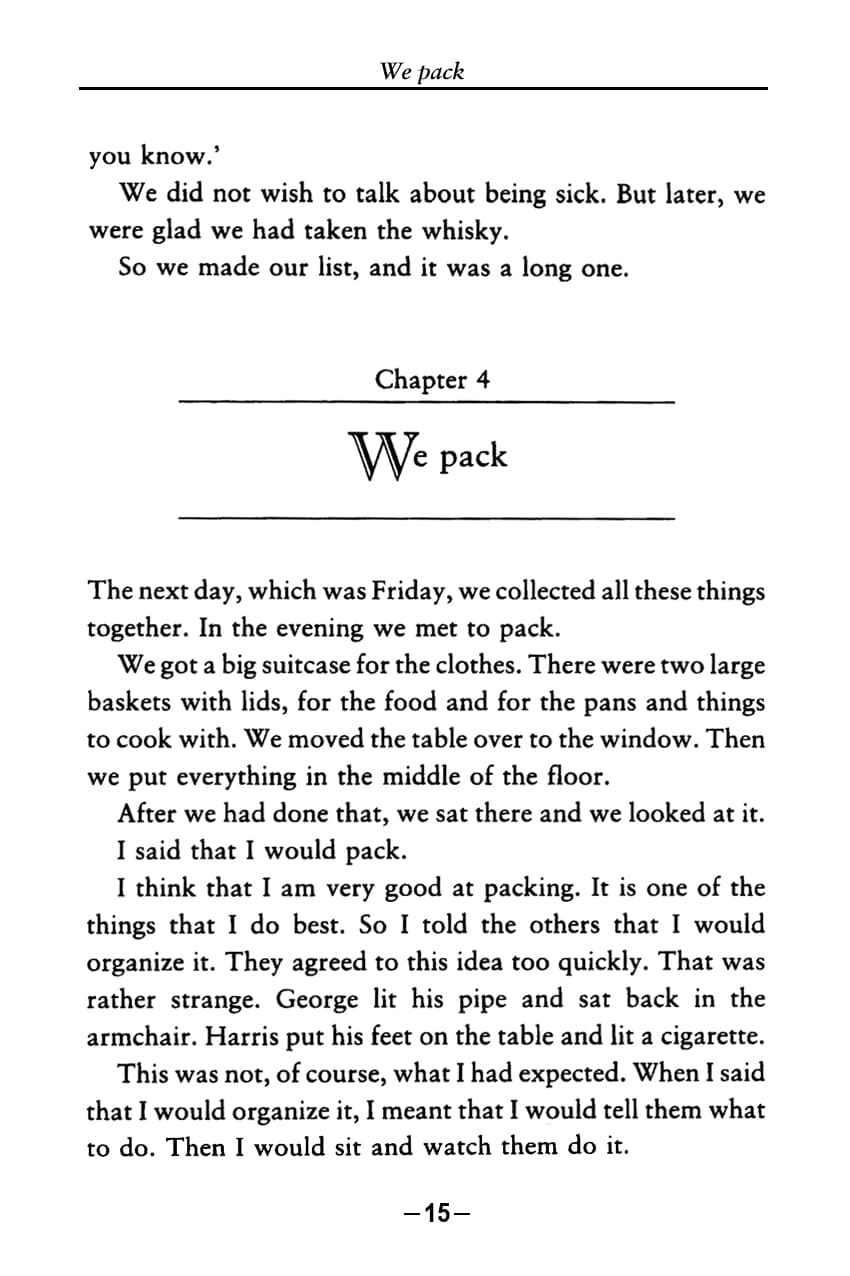 We pack
you know.’
We did not wish to talk about being sick. But later, we
were glad we had taken the whisky.
So we made our list, and it was a long one.
Chapter 4
We pack
The next day, which was Friday, we collected all these things
together. In the evening we met to pack.
We got a big suitcase for the clothes. There were two large
baskets with lids, for the food and for the pans and things
to cook with. We moved the table over to the window. Then
we put everything in the middle of the floor.
After we had done that, we sat there and we looked at it.
I said that I would pack.
I think that I am very good at packing. It is one of the
things that I do best. So I told the others that I would
organize it. They agreed to this idea too quickly. That was
rather strange. George lit his pipe and sat back in the
armchair. Harris put his feet on the table and lit a cigarette.
This was not, of course, what I had expected. When I said
that I would organize it, I meant that I would tell them what
to do. Then I would sit and watch them do it.
–15–